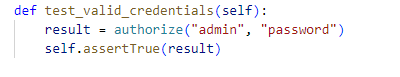 def test_valid_credentials(self):
    result = authorize("admin", "password")
    self.assertTrue(result)